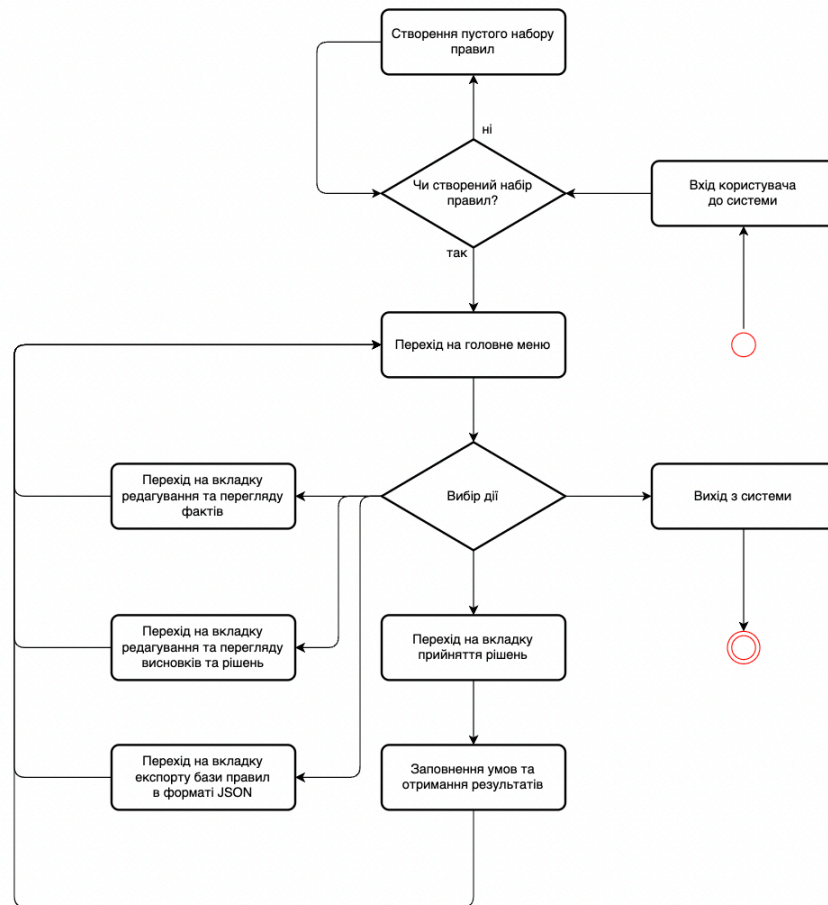 Створення пустого набору
правил
ні
Чи створений набір
правил?
Вхід користувача
до системи
так
Перехід на головне меню
Перехід на вкладку
редагування та перегляду
фактів
Вибір дії
Вихід з системи
Перехід на вкладку
редагування та перегляду
висновків та рішень
Перехід на вкладку
прийняття рішень
Перехід на вкладку
експорту бази правил
в форматі JSON
Заповнення умов та
отримання результатів